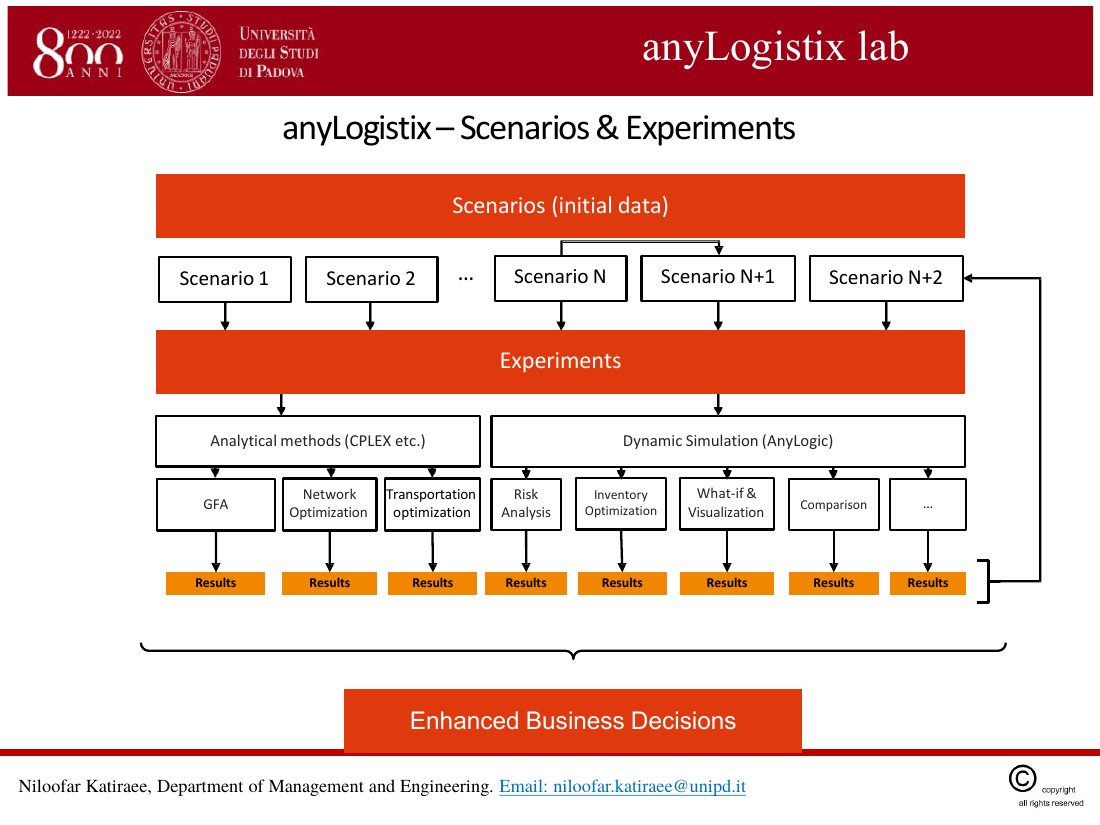 1222·2022
800
ANNI
UNIVERSITÀ
DEGLI STUDI
DI PADOVA
anyLogistix lab
anyLogistix – Scenarios & Experiments
Scenarios (initial data)
Scenario 1
Scenario 2
...
Scenario N
Scenario N+1
Scenario N+2
Experiments
Analytical methods (CPLEX etc.)
Dynamic Simulation (AnyLogic)
GFA
Network
Optimization
Transportation
optimization
Risk
Analysis
Inventory
Optimization
What-if &
Visualization
Comparison
...
Results
Results
Results
Results
Results
Results
Results
Results
Enhanced Business Decisions
Niloofar Katiraee, Department of Management and Engineering. Email: niloofar.katiraee@unipd.it
© copyright
all rights reserved